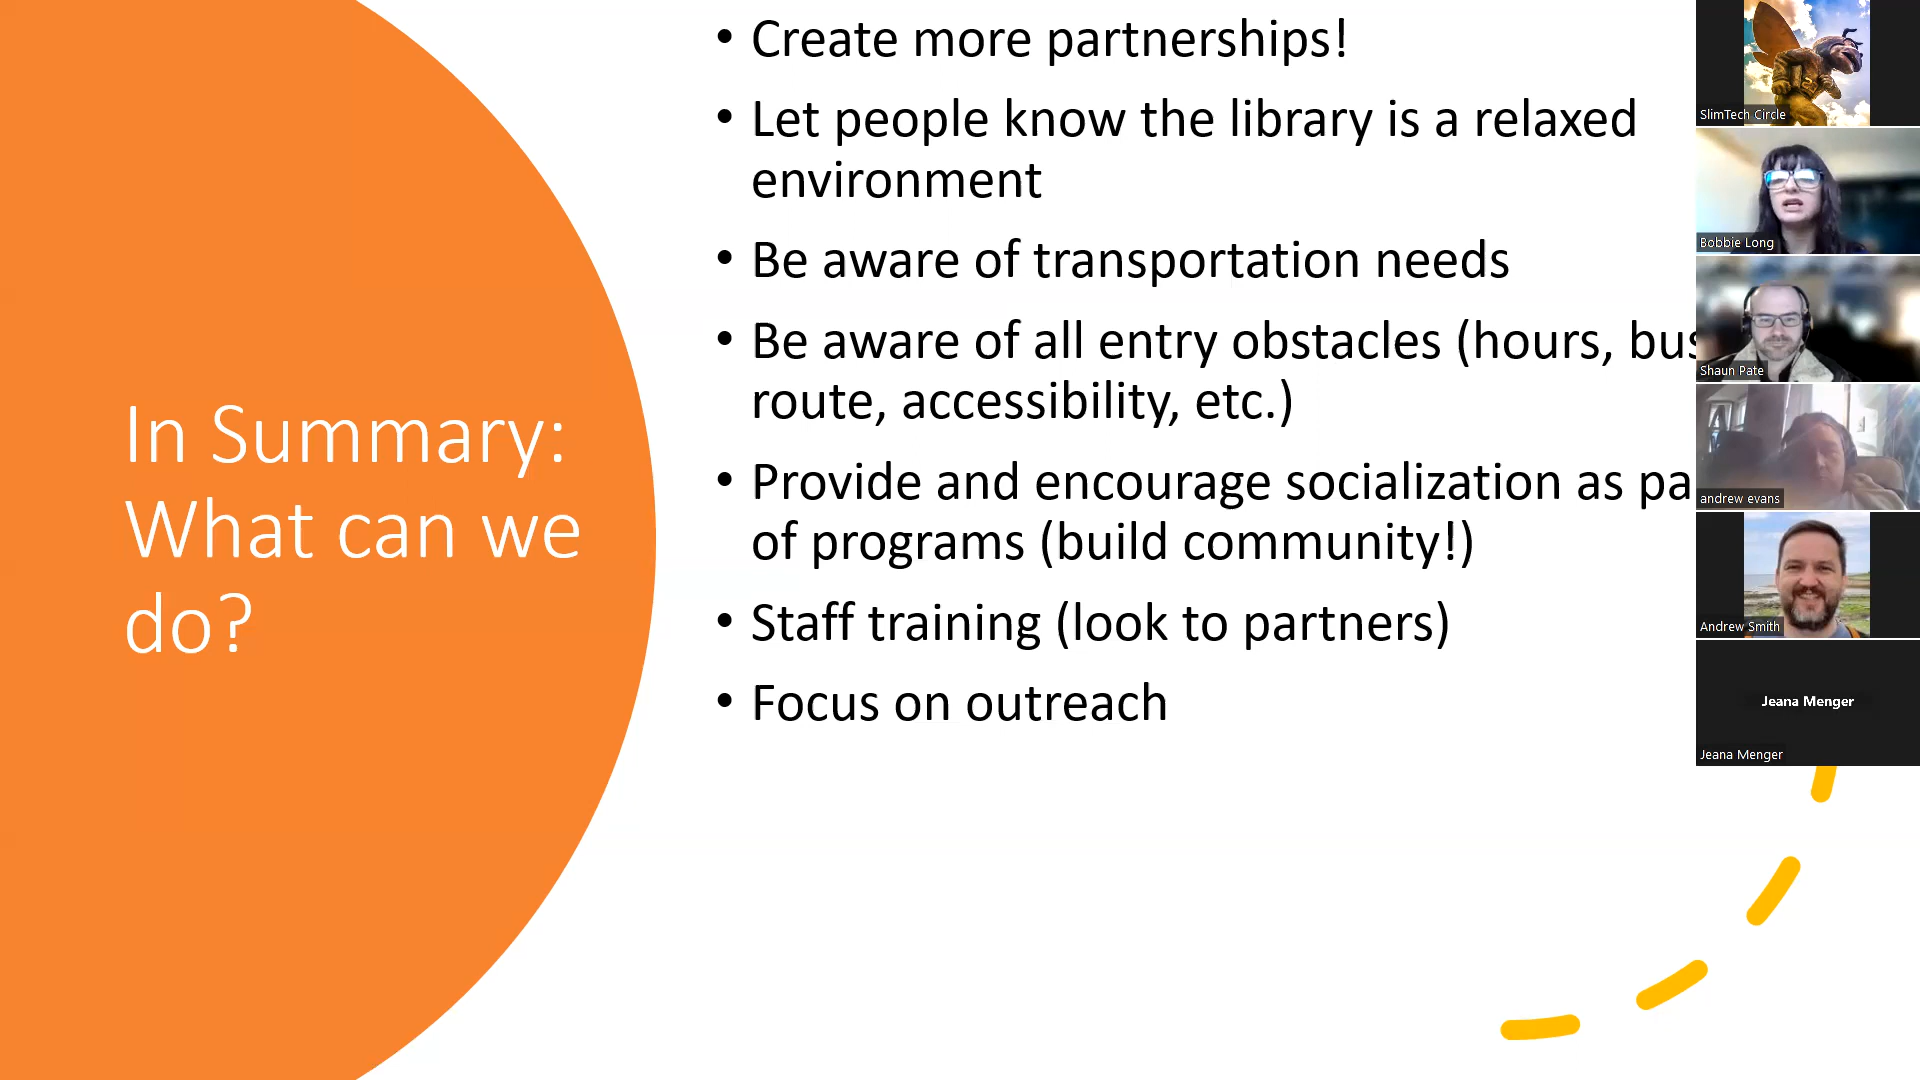 In Summary:
What can we
do?
• Create more partnerships!
• Let people know the library is a relaxed
environment
• Be aware of transportation needs
• Be aware of all entry obstacles (hours,
route, accessibility, etc.)
• Provide and encourage socialization as
of programs (build community!)
• Staff training (look to partners)
• Focus on outreach
SlimTech Circle
Bobbie Long
Shaun Pate
andrew evans
Andrew Smith
Jeana Menger
Jeana Menger